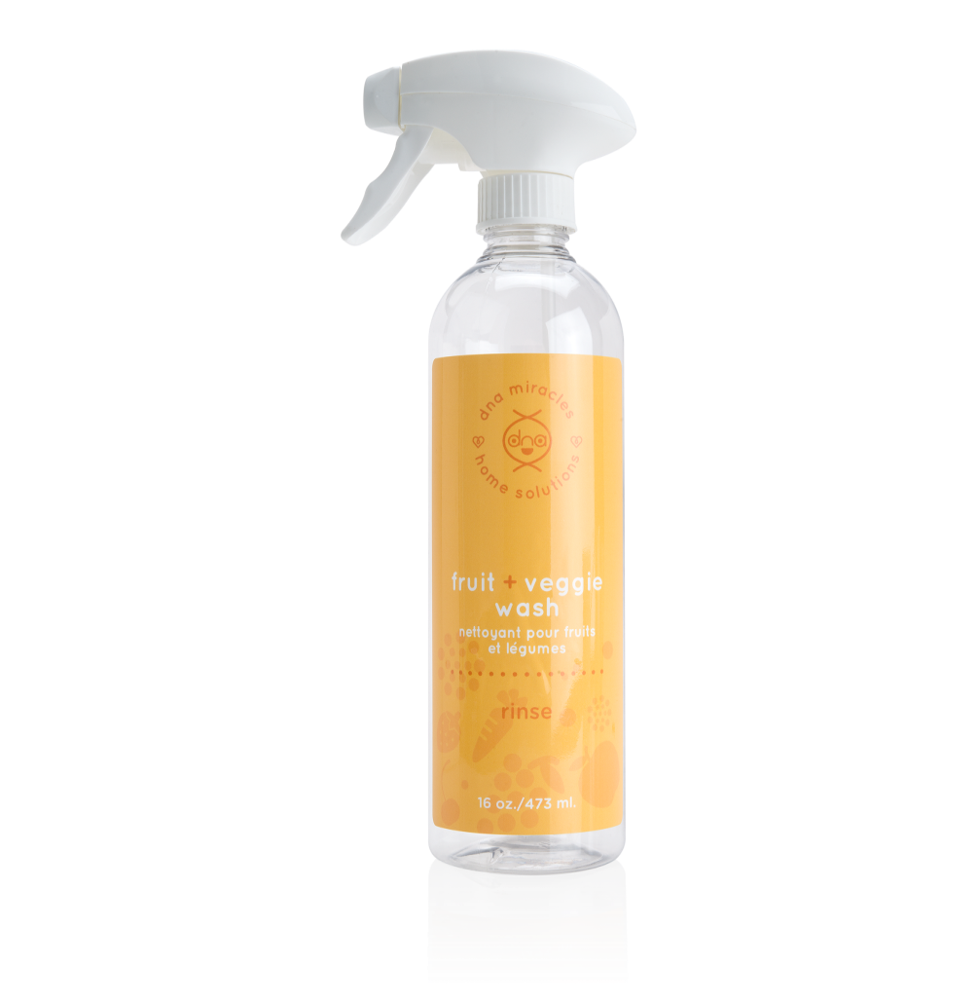 dna miracles
dna
home solutions
fruit + veggie
wash
nettoyant pour fruits
et légumes
rinse
16 oz./473 ml.